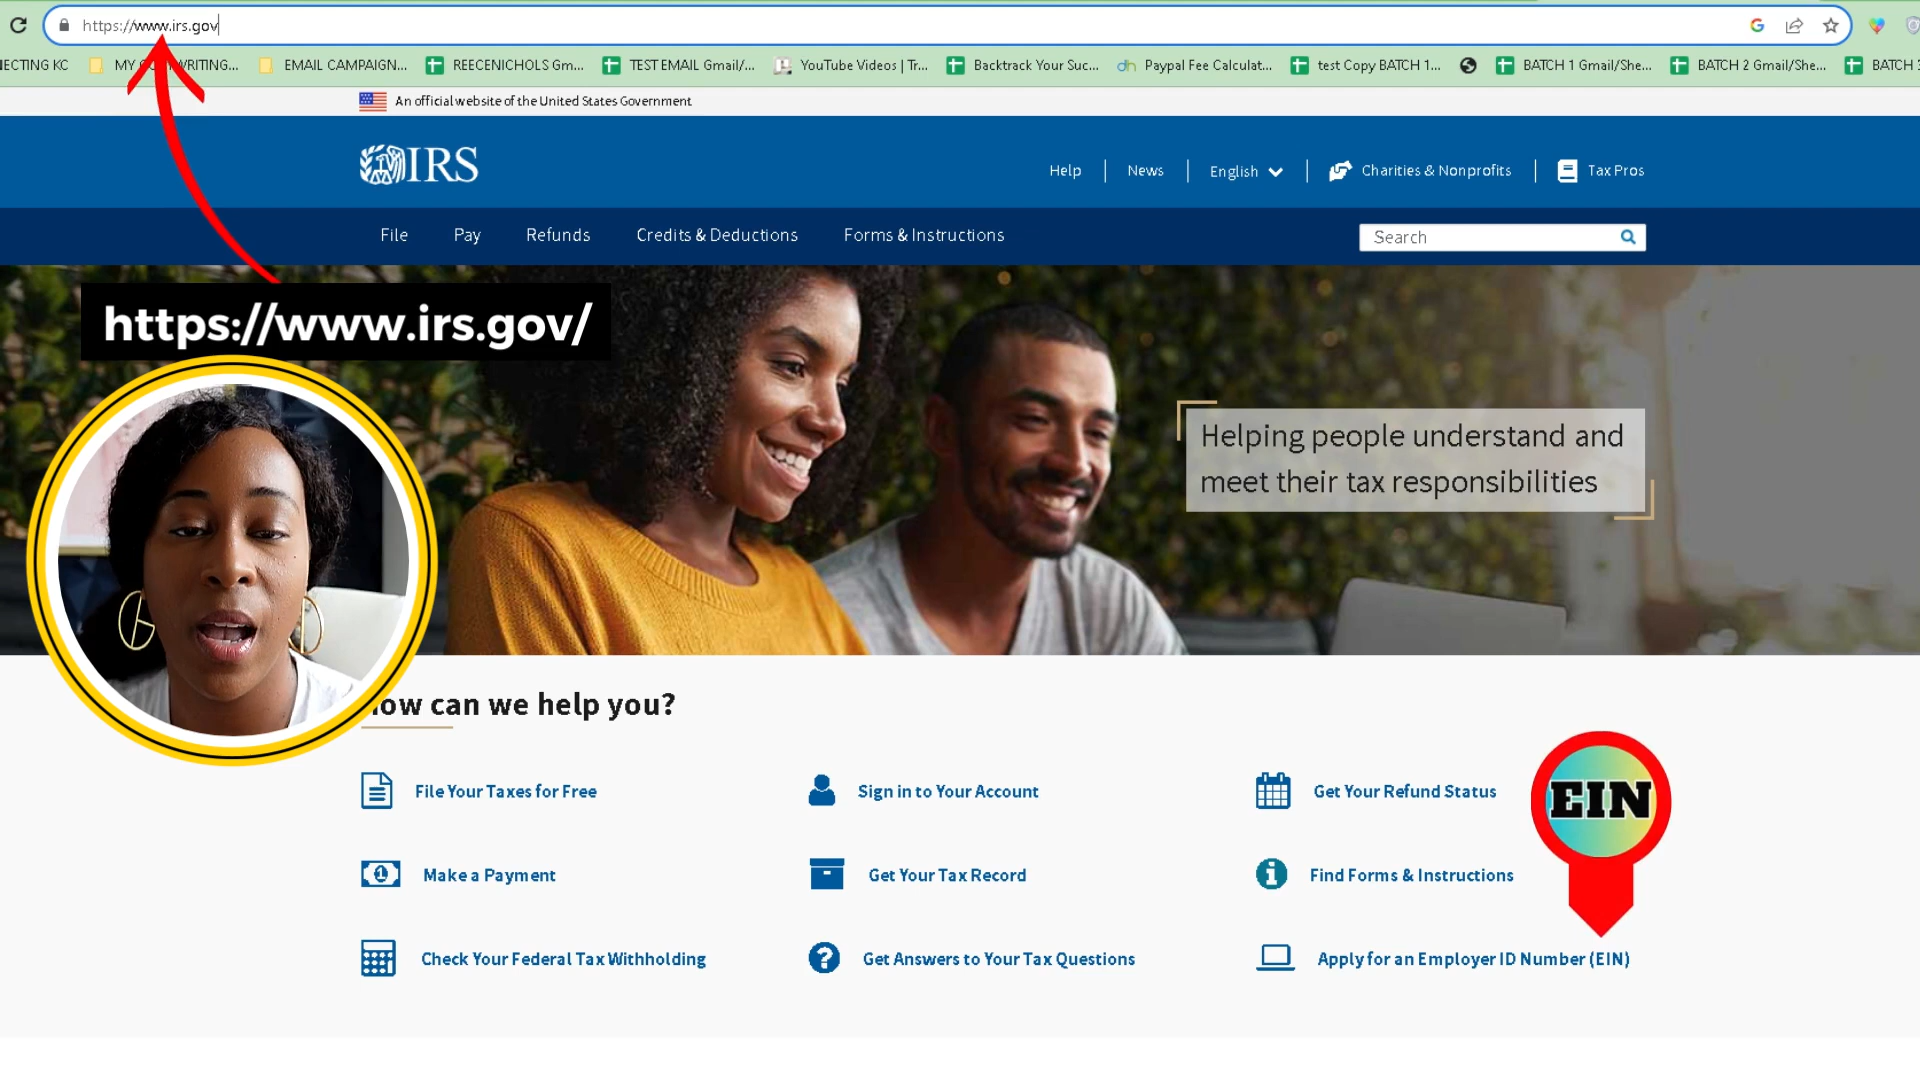 https://www.irs.gov
NECTING KC
MY WRITING...
EMAIL CAMPAIGN...
REECENICHOLS Gm...
TEST EMAIL Gmail/...
YouTube Videos | Tr...
Backtrack Your Suc...
Paypal Fee Calculat...
test Copy BATCH 1...
BATCH 1 Gmail/She...
BATCH 2 Gmail/She...
BATCH
An official website of the United States Government
IRS
Help
News
English
Charities & Nonprofits
Tax Pros
File
Pay
Refunds
Credits & Deductions
Forms & Instructions
Search
https://www.irs.gov/
Helping people understand and
meet their tax responsibilities
How can we help you?
File Your Taxes for Free
Sign in to Your Account
Get Your Refund Status
EIN
Make a Payment
Get Your Tax Record
Find Forms & Instructions
Check Your Federal Tax Withholding
Get Answers to Your Tax Questions
Apply for an Employer ID Number (EIN)